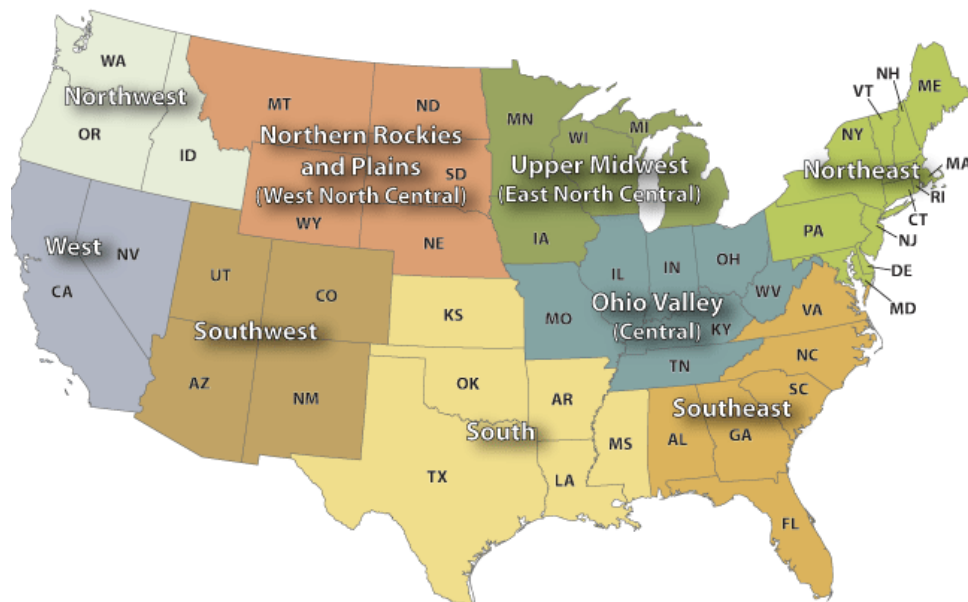 WA
Northwest
OR
ID
MT
ND
Northern Rockies
and Plains
(West North Central)
SD
WY
NE
MN
WI
MI
Upper Midwest
(East North Central)
IA
NH
VT
ME
NY
Northeast
MA
RI
CT
PA
NJ
DE
MD
West
NV
CA
UT
CO
Southwest
AZ
NM
KS
OK
AR
South
TX
LA
MS
IL
IN
OH
WV
Ohio Valley
(Central)
MO
KY
TN
VA
NC
SC
Southeast
AL
GA
FL